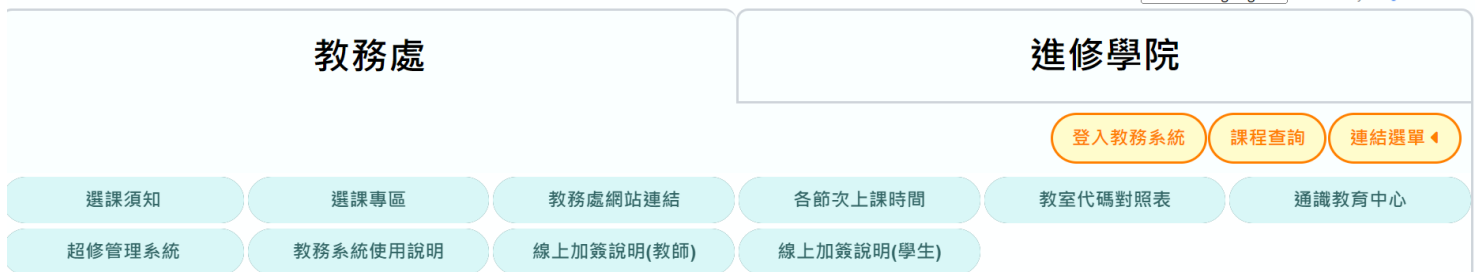 教務處 進修學院
登入教務系統 課程查詢 連結選單
選課須知 選課專區 教務處網站連結 各節次上課時間 教室代碼對照表 通識教育中心
超修管理系統 教務系統使用說明 線上加簽說明(教師) 線上加簽說明(學生)